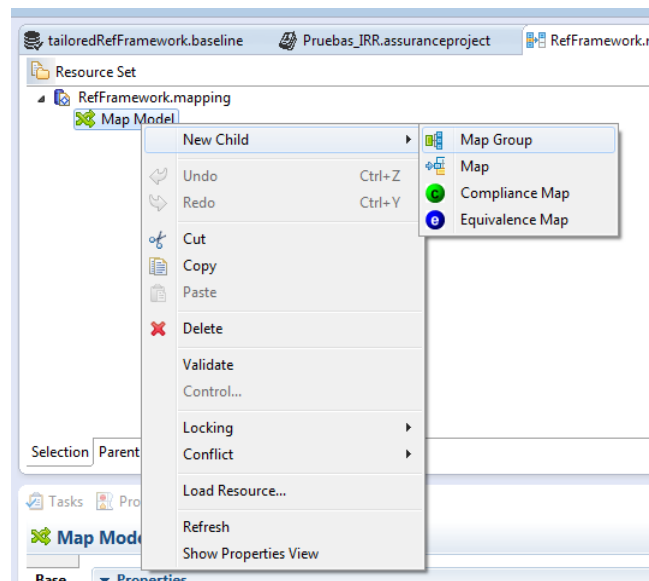 tailoredRefFramework.baseline Pruebas_IRR.assuranceproject RefFramework.
Resource Set
RefFramework.mapping
Map Model
New Child
Undo Ctrl+Z
Redo Ctrl+Y
Cut
Copy
Paste
Delete
Validate
Control...
Locking
Conflict
Load Resource...
Refresh
Show Properties View
Map Group
Map
c Compliance Map
e Equivalence Map
Selection Parent
Tasks Pro
Map Mode
Base Properties